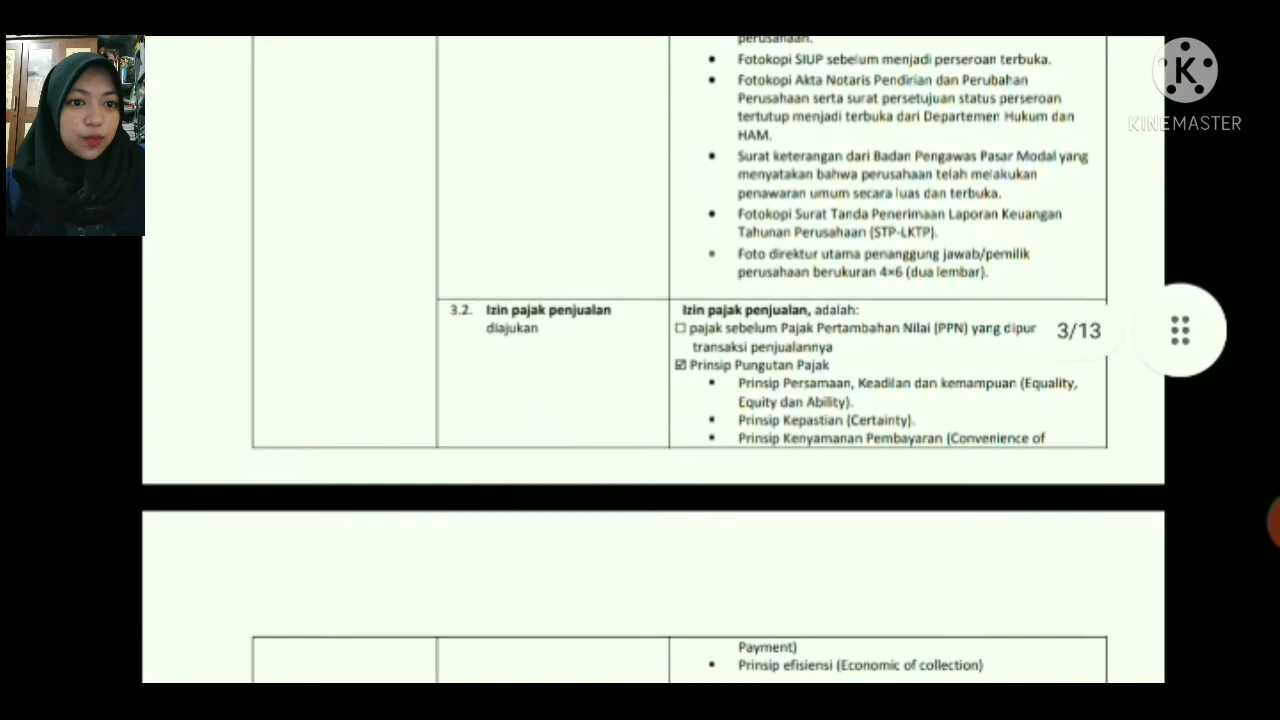 perusahaan.
• Fotokopi SIUP sebelum menjadi perseroan terbuka.
• Fotokopi Akta Notaris Pendirian dan Perubahan
Perusahaan serta surat persetujuan status perseroan
tertutup menjadi terbuka dari Departemen Hukum dan
HAM.
• Surat keterangan dari Badan Pengawas Pasar Modal yang
menyatakan bahwa perusahaan telah melakukan
penawaran umum secara luas dan terbuka.
• Fotokopi Surat Tanda Penerimaan Laporan Keuangan
Tahunan Perusahaan (STP-LKTP).
• Foto direktur utama penanggung jawab/pemilik
perusahaan berukuran 4×6 (dua lembar).
3.2. Izin pajak penjualan
diajukan
Izin pajak penjualan, adalah:
☐ pajak sebelum Pajak Pertambahan Nilai (PPN) yang dipur
transaksi penjualannya
☑ Prinsip Pungutan Pajak
▪ Prinsip Persamaan, Keadilan dan kemampuan (Equality,
Equity dan Ability).
▪ Prinsip Kepastian (Certainty).
▪ Prinsip Kenyamanan Pembayaran (Convenience of
Payment)
▪ Prinsip efisiensi (Economic of collection)
3/13
K
KINEMASTER